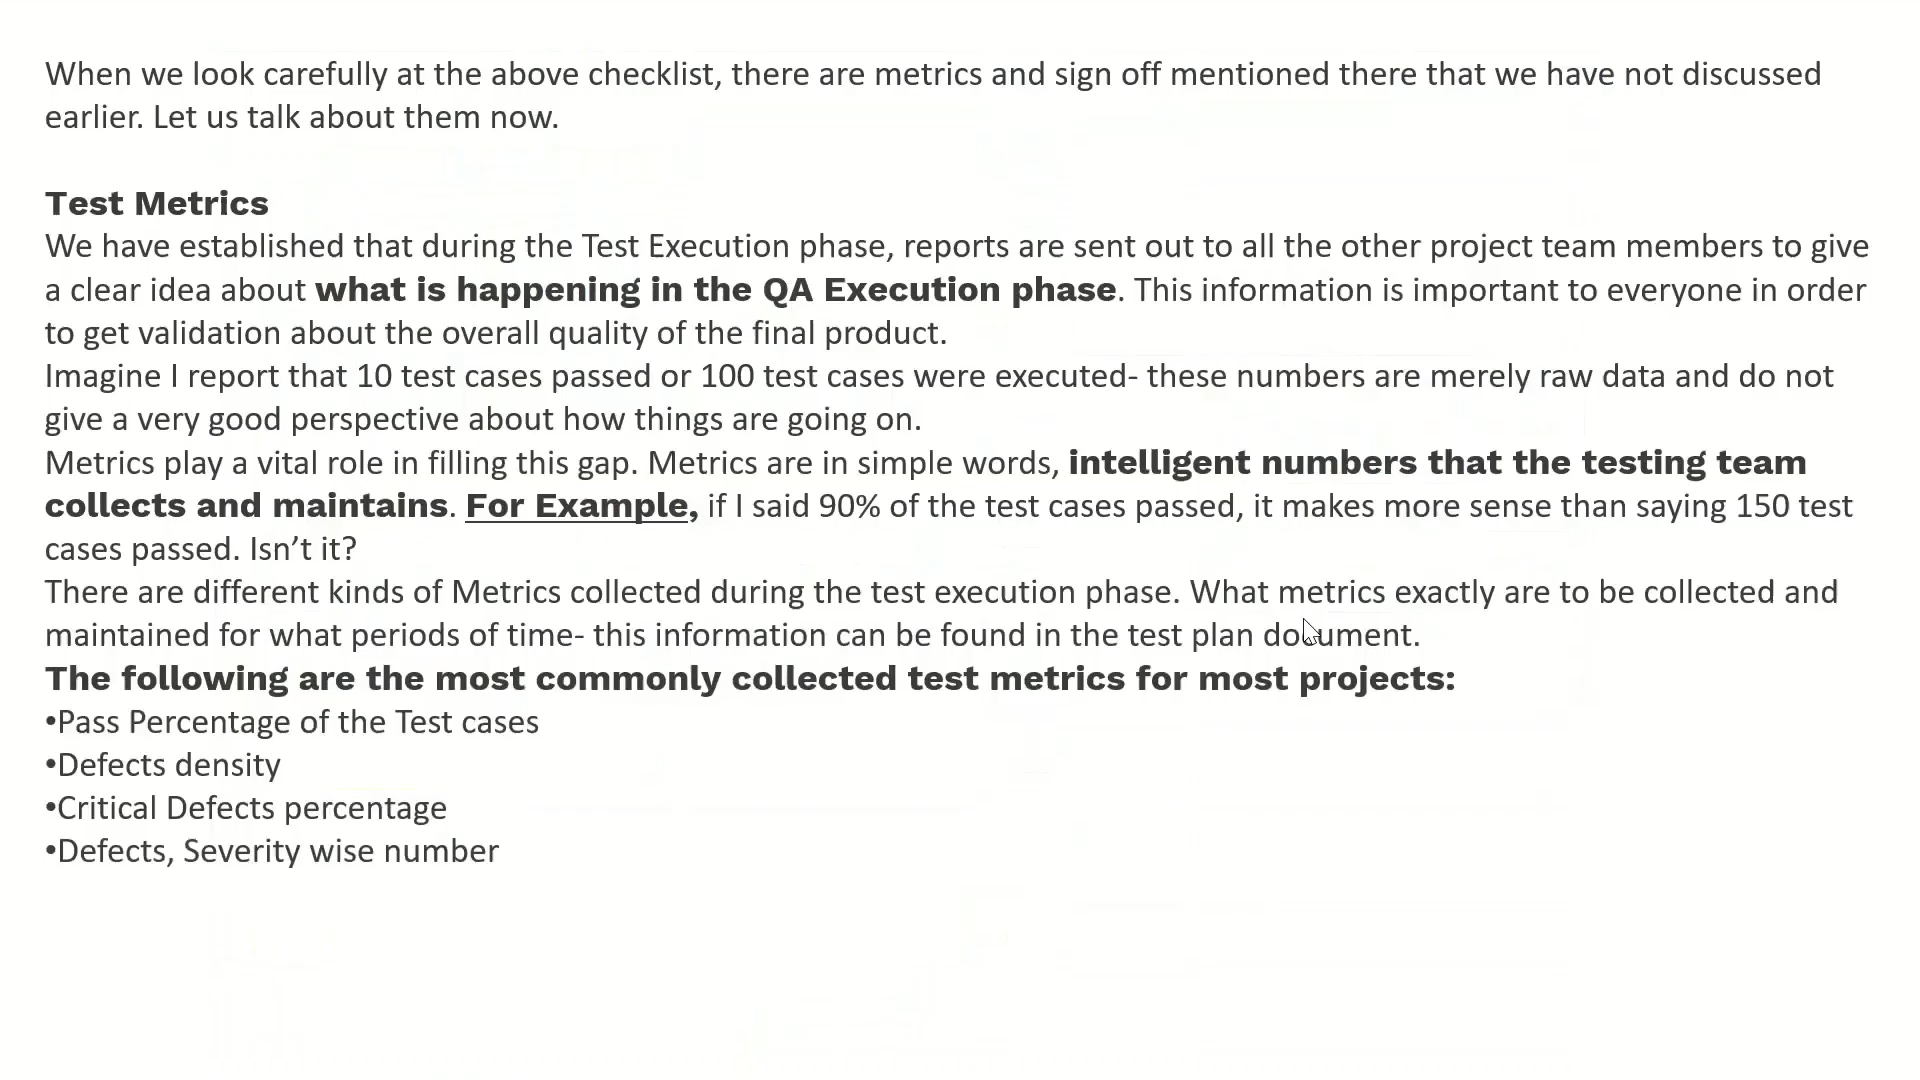 When we look carefully at the above checklist, there are metrics and sign off mentioned there that we have not discussed
earlier. Let us talk about them now.
Test Metrics
We have established that during the Test Execution phase, reports are sent out to all the other project team members to give
a clear idea about what is happening in the QA Execution phase. This information is important to everyone in order
to get validation about the overall quality of the final product.
Imagine I report that 10 test cases passed or 100 test cases were executed- these numbers are merely raw data and do not
give a very good perspective about how things are going on.
Metrics play a vital role in filling this gap. Metrics are in simple words, intelligent numbers that the testing team
collects and maintains. For Example, if I said 90% of the test cases passed, it makes more sense than saying 150 test
cases passed. Isn’t it?
There are different kinds of Metrics collected during the test execution phase. What metrics exactly are to be collected and
maintained for what periods of time- this information can be found in the test plan document.
The following are the most commonly collected test metrics for most projects:
•Pass Percentage of the Test cases
•Defects density
•Critical Defects percentage
•Defects, Severity wise number